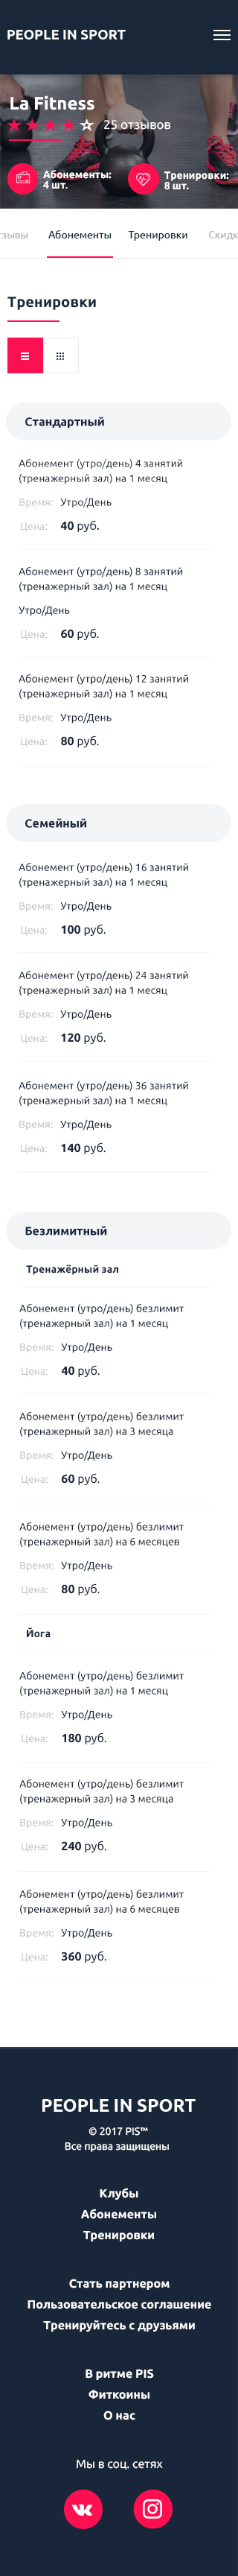 PEOPLE IN SPORT
La Fitness
25 отзывов
Абонементы:
4 шт.
Тренировки:
8 шт.
тзывы Абонементы Тренировки Скидк
Тренировки
Стандартный
Абонемент (утро/день) 4 занятий
(тренажерный зал) на 1 месяц
Время: Утро/День
Цена: 40 руб.
Абонемент (утро/день) 8 занятий
(тренажерный зал) на 1 месяц
Утро/День
Цена: 60 руб.
Абонемент (утро/день) 12 занятий
(тренажерный зал) на 1 месяц
Время: Утро/День
Цена: 80 руб.
Семейный
Абонемент (утро/день) 16 занятий
(тренажерный зал) на 1 месяц
Время: Утро/День
Цена: 100 руб.
Абонемент (утро/день) 24 занятий
(тренажерный зал) на 1 месяц
Время: Утро/День
Цена: 120 руб.
Абонемент (утро/день) 36 занятий
(тренажерный зал) на 1 месяц
Время: Утро/День
Цена: 140 руб.
Безлимитный
Тренажёрный зал
Абонемент (утро/день) безлимит
(тренажерный зал) на 1 месяц
Время: Утро/День
Цена: 40 руб.
Абонемент (утро/день) безлимит
(тренажерный зал) на 3 месяца
Время: Утро/День
Цена: 60 руб.
Абонемент (утро/день) безлимит
(тренажерный зал) на 6 месяцев
Время: Утро/День
Цена: 80 руб.
Йога
Абонемент (утро/день) безлимит
(тренажерный зал) на 1 месяц
Время: Утро/День
Цена: 180 руб.
Абонемент (утро/день) безлимит
(тренажерный зал) на 3 месяца
Время: Утро/День
Цена: 240 руб.
Абонемент (утро/день) безлимит
(тренажерный зал) на 6 месяцев
Время: Утро/День
Цена: 360 руб.
PEOPLE IN SPORT
© 2017 PIS™
Все права защищены
Клубы
Абонементы
Тренировки
Стать партнером
Пользовательское соглашение
Тренируйтесь с друзьями
В ритме PIS
Фиткоины
О нас
Мы в соц. сетях